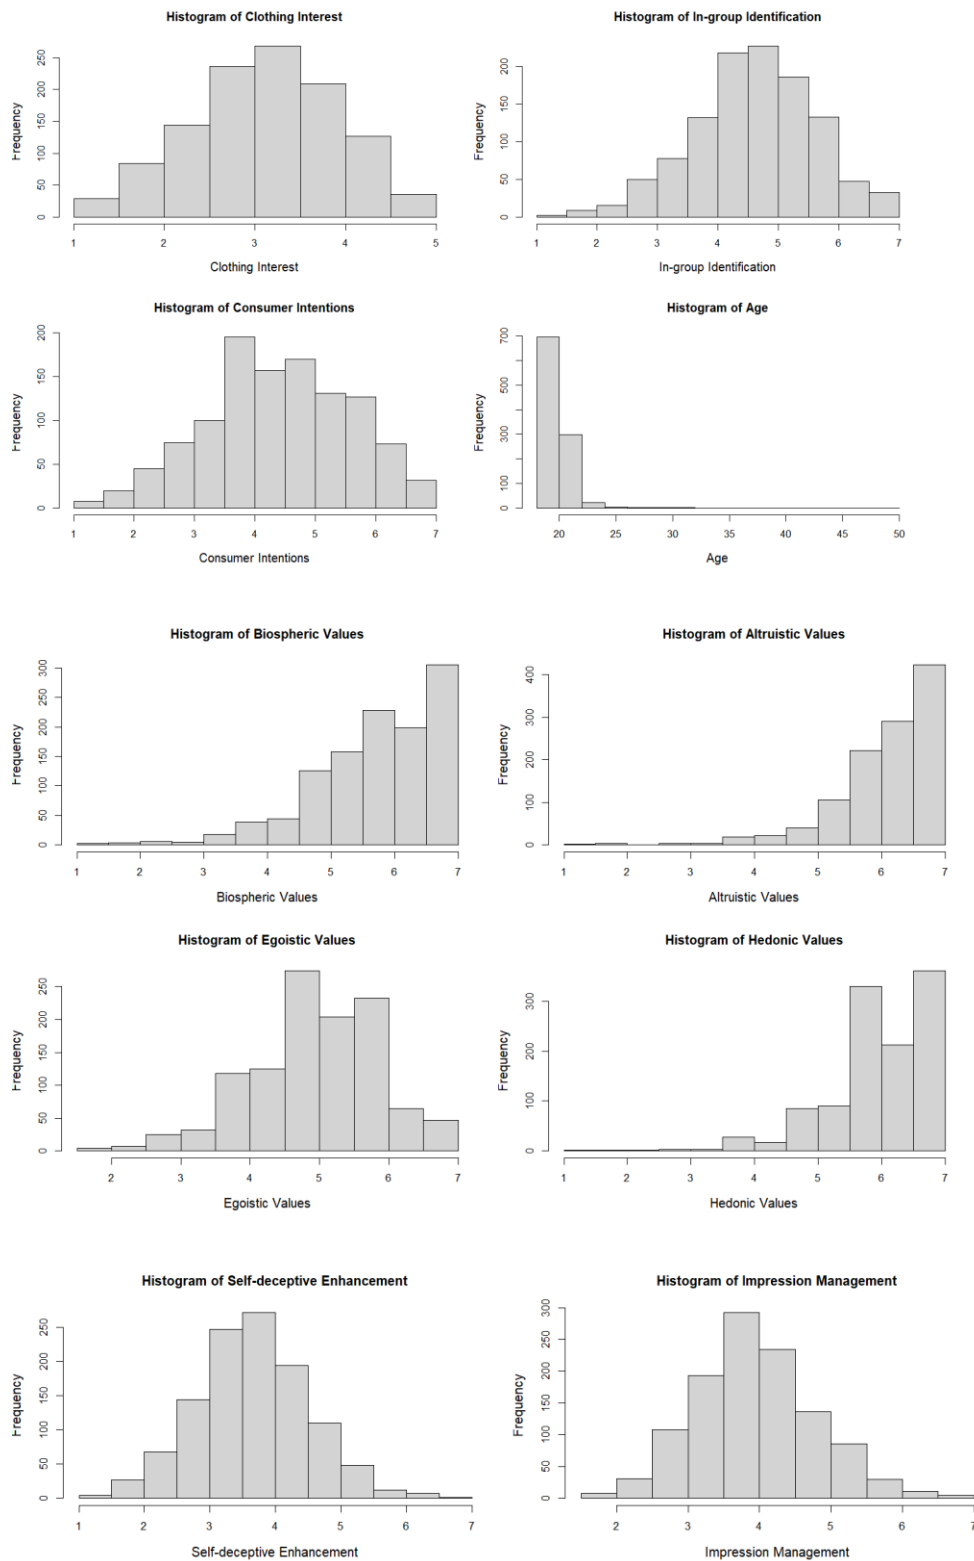 Histogram of Clothing Interest
Frequency
0 50 100 150 200 250
1 2 3 4 5
Clothing Interest
Histogram of In-group Identification
Frequency
0 50 100 150 200
1 2 3 4 5 6 7
In-group Identification
Histogram of Consumer Intentions
Frequency
0 50 100 150 200
1 2 3 4 5 6 7
Consumer Intentions
Histogram of Age
Frequency
0 100 300 500 700
20 25 30 35 40 45 50
Age
Histogram of Biospheric Values
Frequency
0 50 100 150 200 250 300
1 2 3 4 5 6 7
Biospheric Values
Histogram of Altruistic Values
Frequency
0 100 200 300 400
1 2 3 4 5 6 7
Altruistic Values
Histogram of Egoistic Values
Frequency
0 50 100 150 200 250
2 3 4 5 6 7
Egoistic Values
Histogram of Hedonic Values
Frequency
0 100 200 300
1 2 3 4 5 6 7
Hedonic Values
Histogram of Self-deceptive Enhancement
Frequency
0 50 100 150 200 250
1 2 3 4 5 6 7
Self-deceptive Enhancement
Histogram of Impression Management
Frequency
0 50 100 150 200 250 300
2 3 4 5 6 7
Impression Management